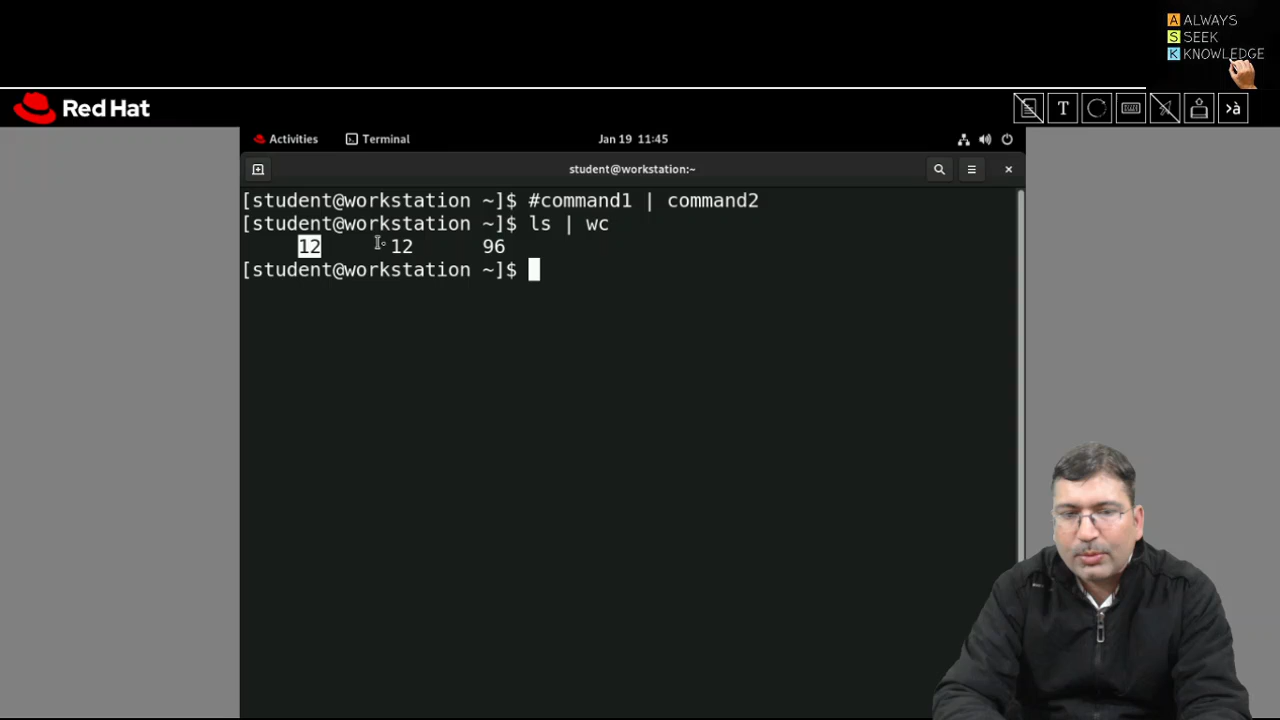 A ALWAYS
S SEEK
K KNOWLEDGE
Red Hat
T
>à
Activities Terminal Jan 19 11:45
student@workstation:~
[student@workstation ~]$ #command1 | command2
[student@workstation ~]$ ls | wc
12 12 96
[student@workstation ~]$